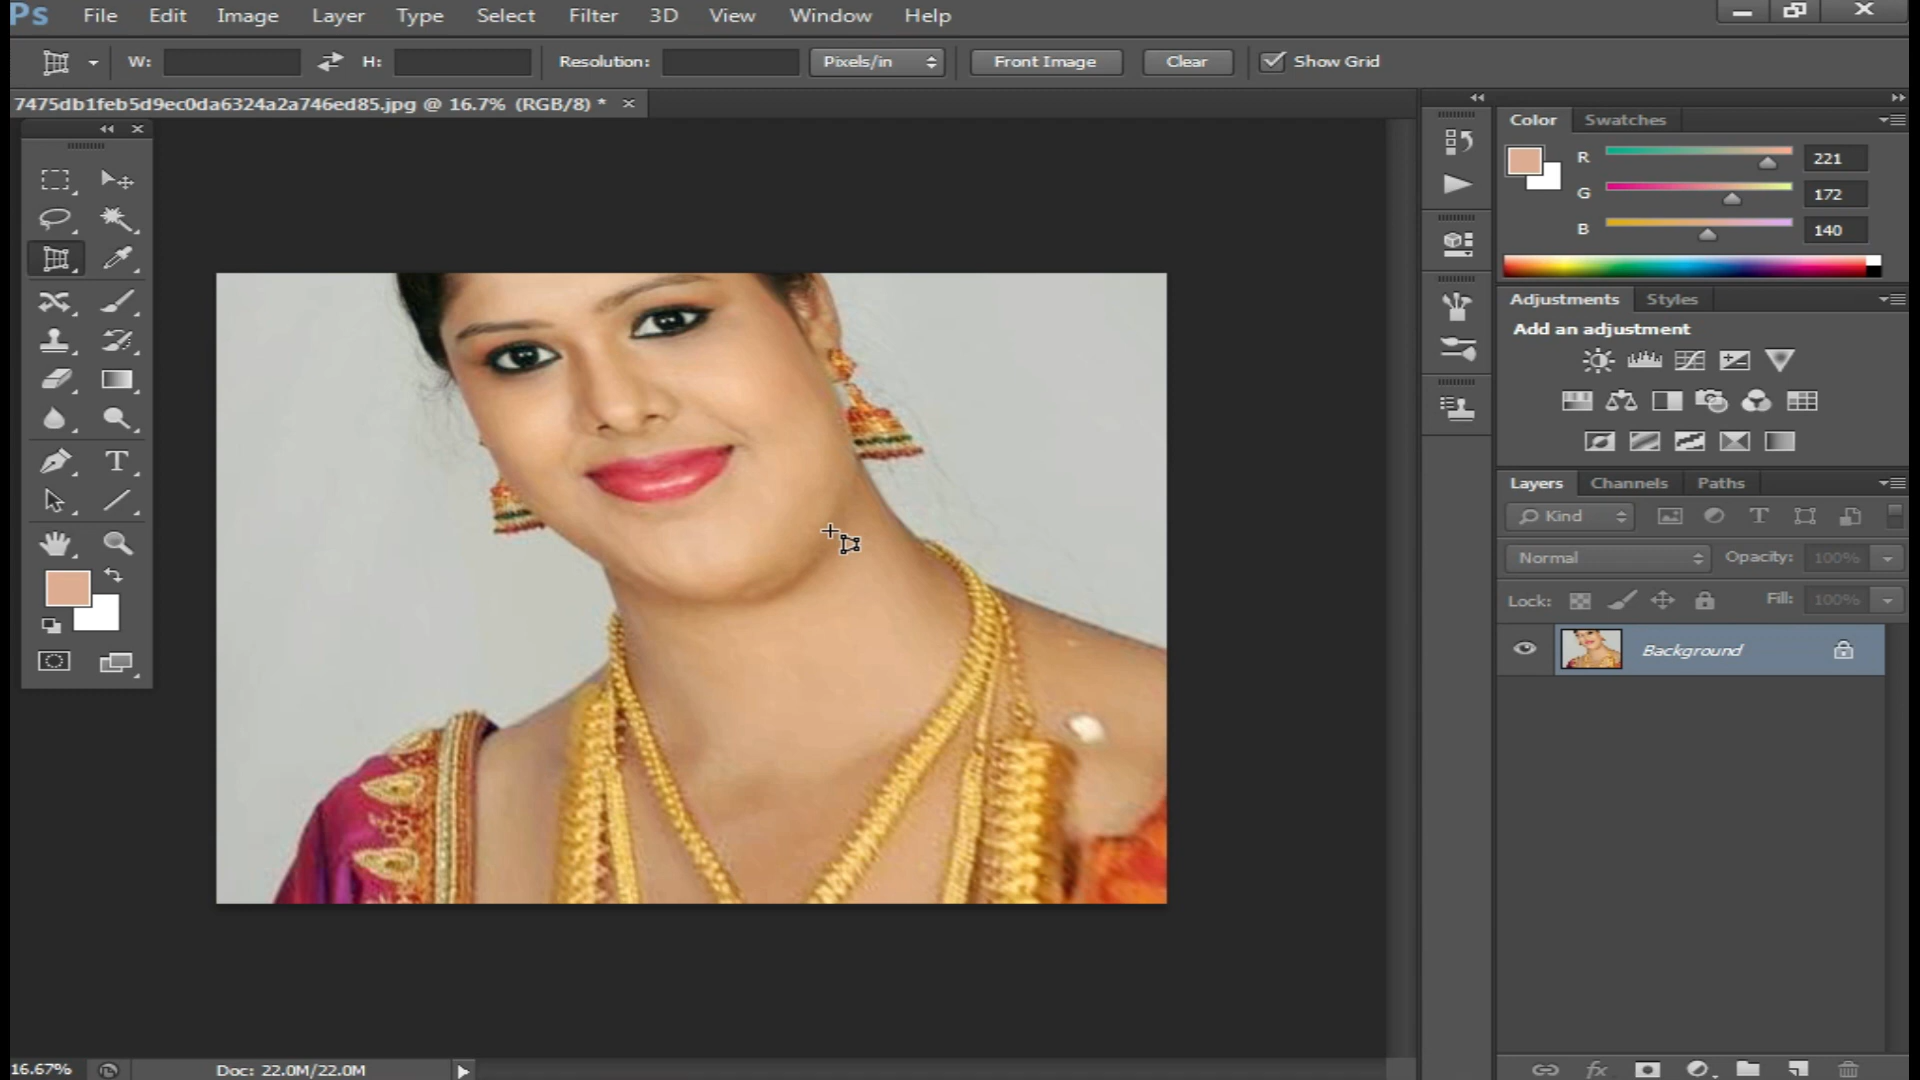 Ps File Edit Image Layer Type Select Filter 3D View Window Help
W: H: Resolution: Pixels/in Front Image Clear Show Grid
7475db1feb5d9ec0da6324a2a746ed85.jpg @ 16.7% (RGB/8) * ×
Color Swatches
R 221
G 172
B 140
Adjustments Styles
Add an adjustment
Layers Channels Paths
Kind
Normal Opacity: 100%
Lock: Fill: 100%
Background
16.67% Doc: 22.0M/22.0M